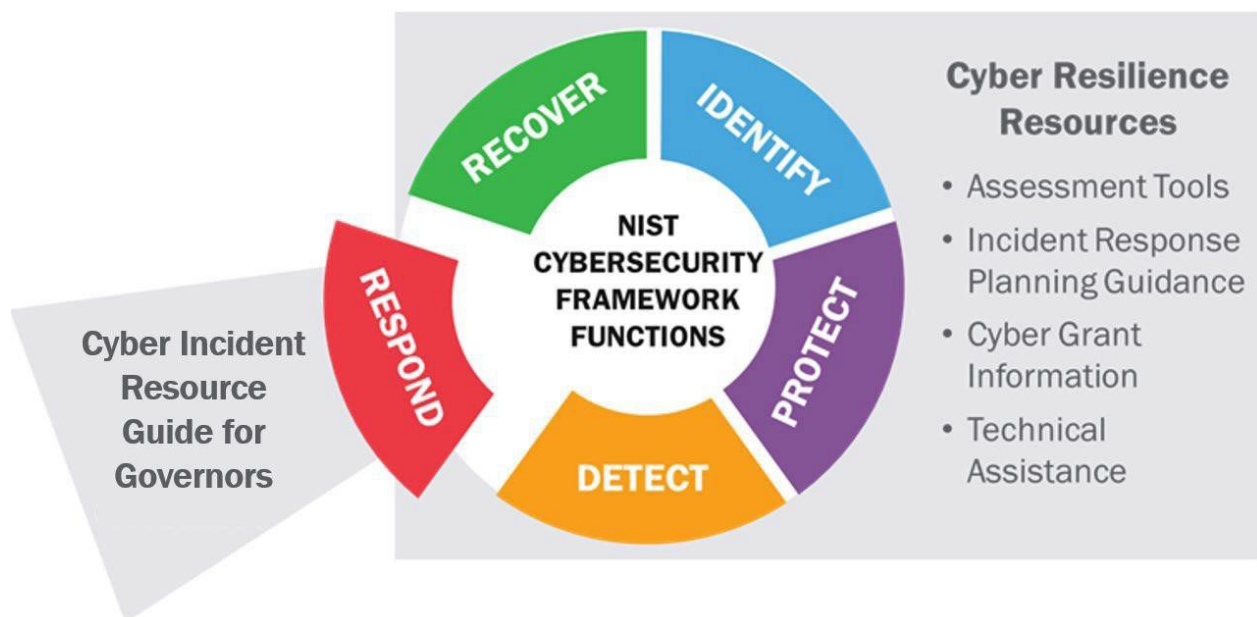 RECOVER
IDENTIFY
PROTECT
DETECT
RESPOND
NIST
CYBERSECURITY
FRAMEWORK
FUNCTIONS
Cyber Incident
Resource
Guide for
Governors
Cyber Resilience
Resources
• Assessment Tools
• Incident Response
Planning Guidance
• Cyber Grant
Information
• Technical
Assistance